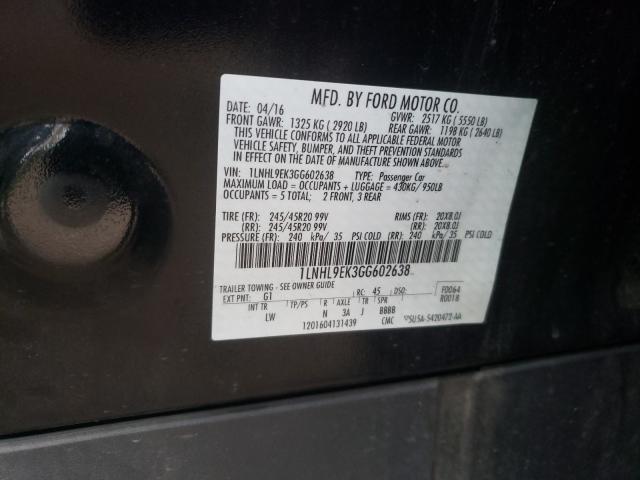 MFD. BY FORD MOTOR CO.
DATE: 04/16 GVWR: 2517 KG (5550 LB)
FRONT GAWR: 1325 KG (2920 LB) REAR GAWR: 1198 KG (2640 LB)
THIS VEHICLE CONFORMS TO ALL APPLICABLE FEDERAL MOTOR
VEHICLE SAFETY, BUMPER, AND THEFT PREVENTION STANDARDS
IN EFFECT ON THE DATE OF MANUFACTURE SHOWN ABOVE.
VIN: 1LNHL9EK3GG602638 TYPE: Passenger Car
MAXIMUM LOAD = OCCUPANTS + LUGGAGE = 430KG/950LB
OCCUPANTS = 5 TOTAL: 2 FRONT, 3 REAR
TIRE (FR): 245/45R20 99V RIMS (FR): 20X8.0J
(RR): 245/45R20 99V (RR): 20X8.0J
PRESSURE (FR): 240 kPa/ 35 PSI COLD (RR): 240 kPa/ 35 PSI COLD
1LNHL9EK3GG602638
TRAILER TOWING - SEE OWNER GUIDE
EXT PNT: G1 RC: 45 DSO: F0064
INT TR TP/PS R AXLE TR SPR R0018
LW N 3A J BBBB
1201604131439 CMC 5U5A-5420472-AA